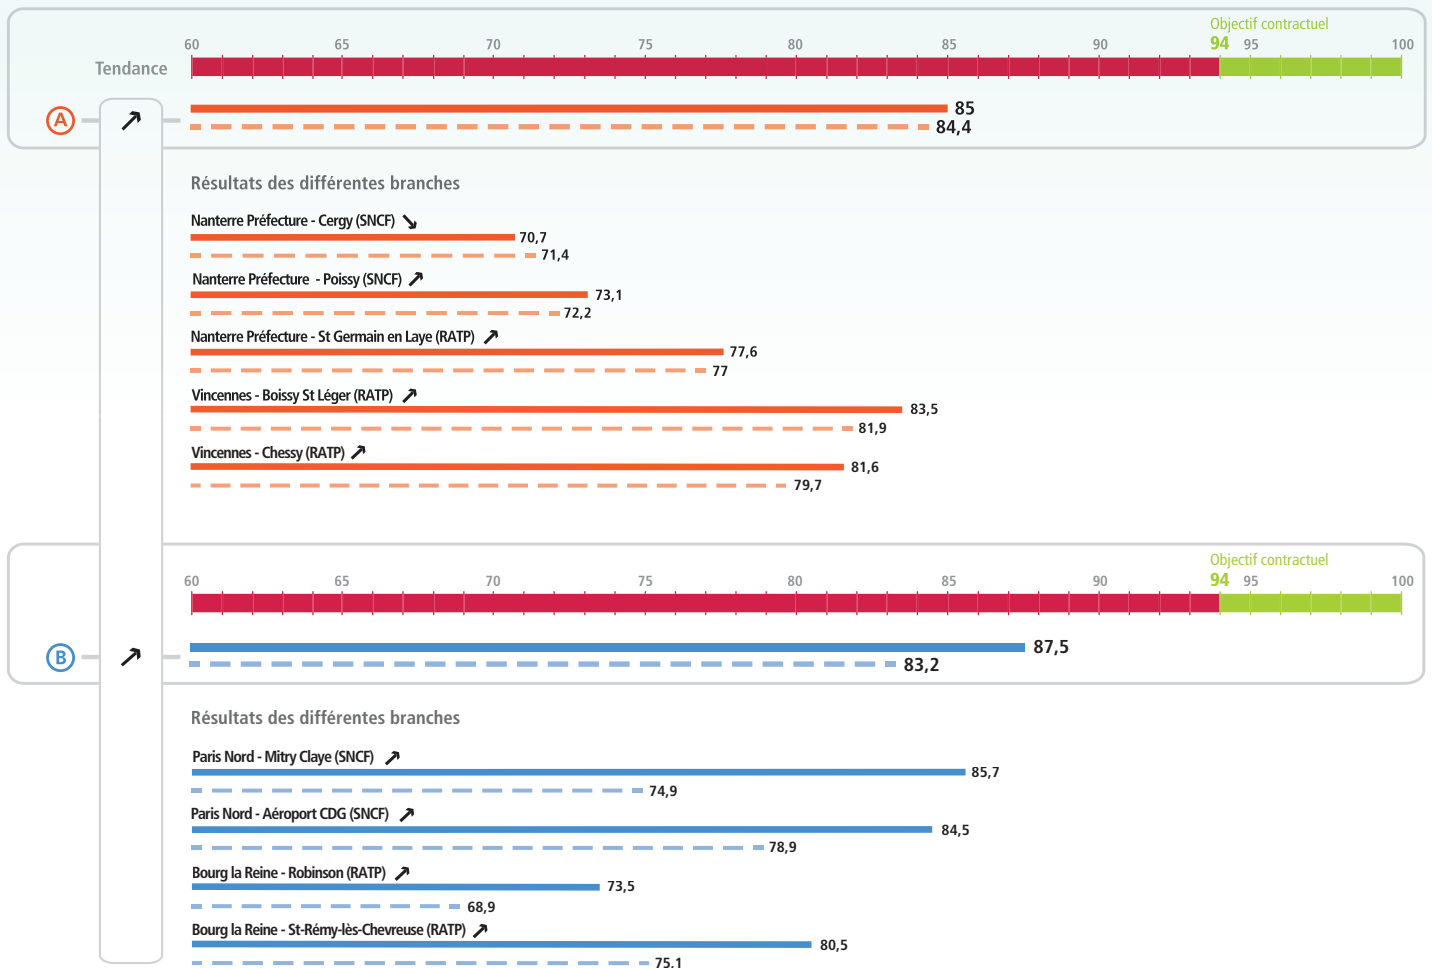 Objectif contractuel
60 65 70 75 80 85 90 94 95 100
Tendance
A
85
84,4
Résultats des différentes branches
Nanterre Préfecture - Cergy (SNCF)
70,7
71,4
Nanterre Préfecture - Poissy (SNCF)
73,1
72,2
Nanterre Préfecture - St Germain en Laye (RATP)
77,6
77
Vincennes - Boissy St Léger (RATP)
83,5
81,9
Vincennes - Chessy (RATP)
81,6
79,7
Objectif contractuel
60 65 70 75 80 85 90 94 95 100
B
87,5
83,2
Résultats des différentes branches
Paris Nord - Mitry Claye (SNCF)
85,7
74,9
Paris Nord - Aéroport CDG (SNCF)
84,5
78,9
Bourg la Reine - Robinson (RATP)
73,5
68,9
Bourg la Reine - St-Rémy-lès-Chevreuse (RATP)
80,5
75,1